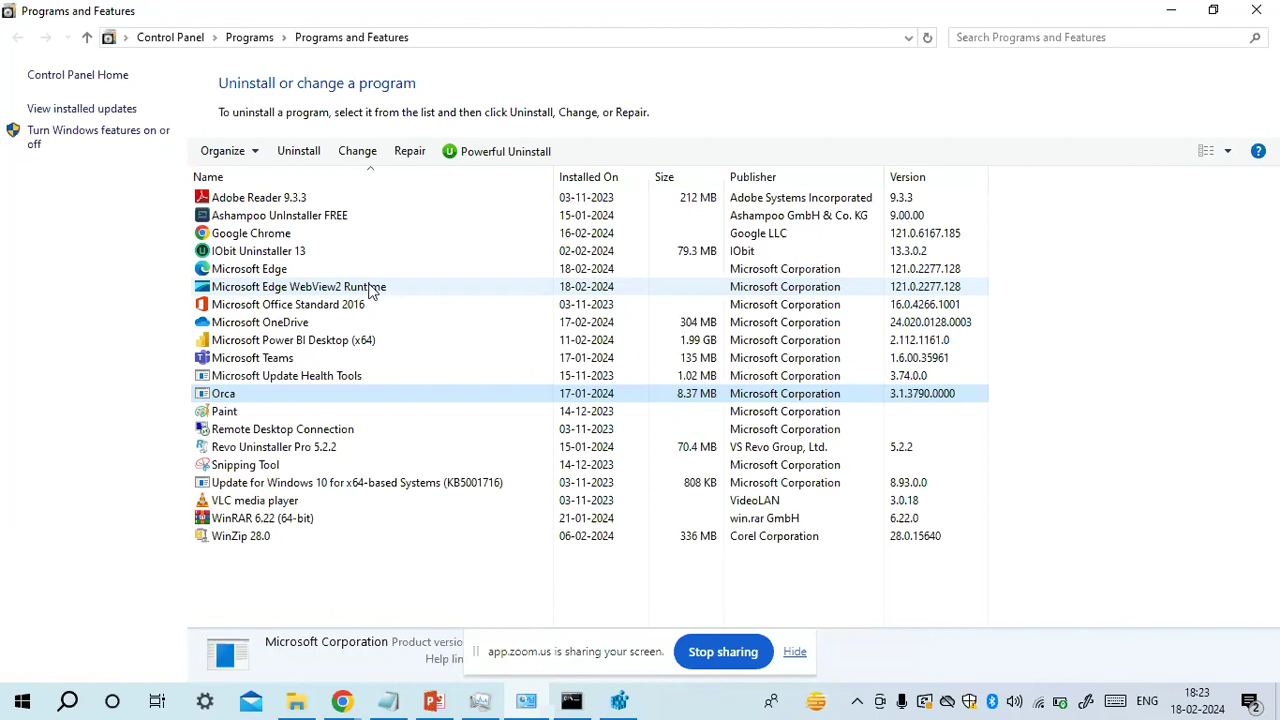 Programs and Features
Control Panel > Programs > Programs and Features
Search Programs and Features
Control Panel Home
View installed updates
Turn Windows features on or
off
Uninstall or change a program
To uninstall a program, select it from the list and then click Uninstall, Change, or Repair.
Organize Uninstall Change Repair Powerful Uninstall
Name Installed On Size Publisher Version
Adobe Reader 9.3.3 03-11-2023 212 MB Adobe Systems Incorporated 9.3.3
Ashampoo UnInstaller FREE 15-01-2024 Ashampoo GmbH & Co. KG 9.00.00
Google Chrome 16-02-2024 Google LLC 121.0.6167.185
IObit Uninstaller 13 02-02-2024 79.3 MB IObit 13.3.0.2
Microsoft Edge 18-02-2024 Microsoft Corporation 121.0.2277.128
Microsoft Edge WebView2 Runtime 18-02-2024 Microsoft Corporation 121.0.2277.128
Microsoft Office Standard 2016 03-11-2023 Microsoft Corporation 16.0.4266.1001
Microsoft OneDrive 17-02-2024 304 MB Microsoft Corporation 24.020.0128.0003
Microsoft Power BI Desktop (x64) 11-02-2024 1.99 GB Microsoft Corporation 2.112.1161.0
Microsoft Teams 17-01-2024 135 MB Microsoft Corporation 1.6.00.35961
Microsoft Update Health Tools 15-11-2023 1.02 MB Microsoft Corporation 3.74.0.0
Orca 17-01-2024 8.37 MB Microsoft Corporation 3.1.3790.0000
Paint 14-12-2023 Microsoft Corporation
Remote Desktop Connection 03-11-2023 Microsoft Corporation
Revo Uninstaller Pro 5.2.2 15-01-2024 70.4 MB VS Revo Group, Ltd. 5.2.2
Snipping Tool 14-12-2023 Microsoft Corporation
Update for Windows 10 for x64-based Systems (KB5001716) 03-11-2023 808 KB Microsoft Corporation 8.93.0.0
VLC media player 03-11-2023 VideoLAN 3.0.18
WinRAR 6.22 (64-bit) 21-01-2024 win.rar GmbH 6.22.0
WinZip 28.0 06-02-2024 336 MB Corel Corporation 28.0.15640
Microsoft Corporation Product versio
Help lin
app.zoom.us is sharing your screen. Stop sharing Hide
ENG
18:23
18-02-2024
2